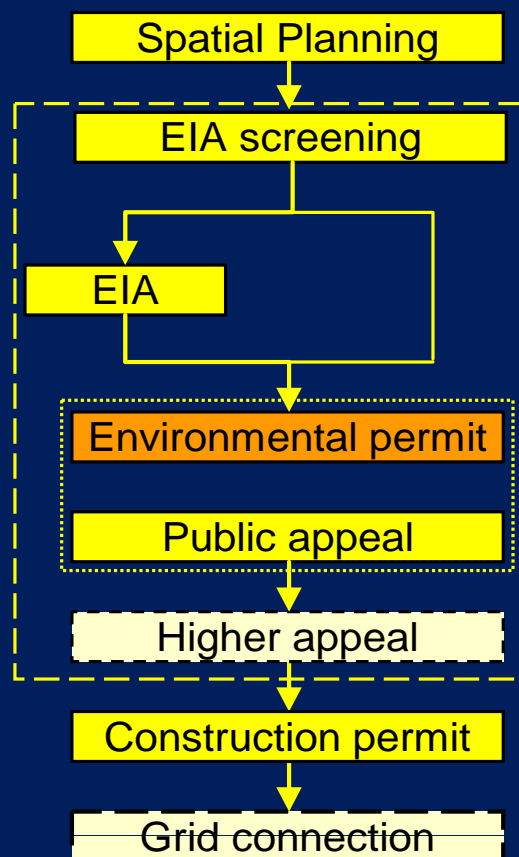 Spatial Planning
EIA screening
EIA
Environmental permit
Public appeal
Higher appeal
Construction permit
Grid connection